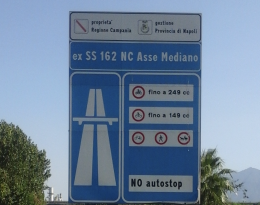 proprietà
Regione Campania
gestione
Provincia di Napoli
ex SS 162 NC Asse Mediano
fino a 249 cc
fino a 149 cc
NO autostop